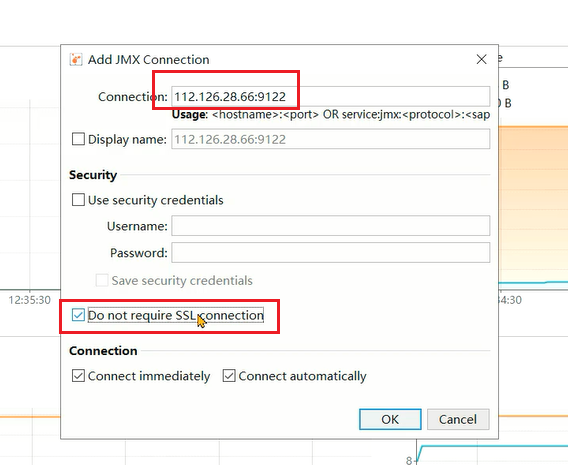 Add JMX Connection
Connection: 112.126.28.66:9122
Usage: <hostname>:<port> OR service:jmx:<protocol>:<sap
Display name: 112.126.28.66:9122
Security
Use security credentials
Username:
Password:
Save security credentials
Do not require SSL connection
Connection
Connect immediately Connect automatically
OK Cancel
e
B
0 B
12:35:30
34:30
8